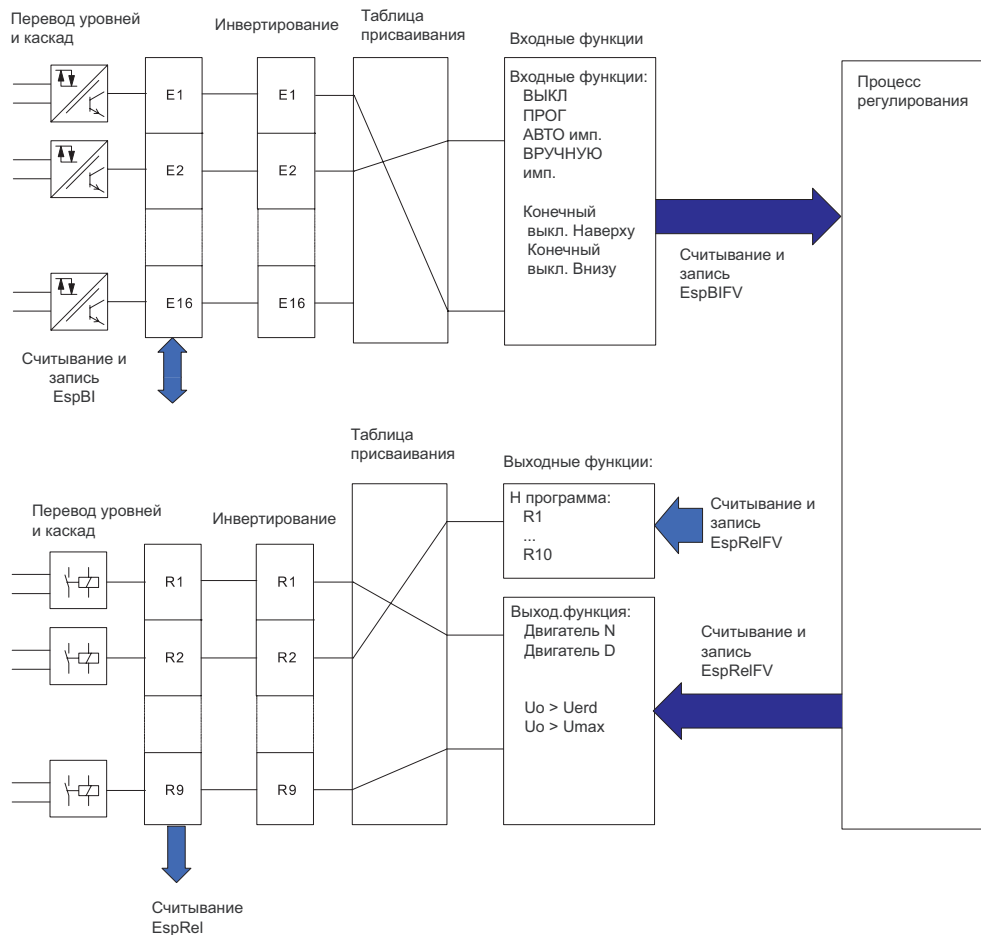 Перевод уровней
и каскад
Инвертирование
Таблица
присваивания
Входные функции
E1
E2
E16
E1
E2
E16
Входные функции:
ВЫКЛ
ПРОГ
АВТО имп.
ВРУЧНУЮ
имп.
Конечный
выкл. Наверху
Конечный
выкл. Внизу
Процесс
регулирования
Считывание и
запись
EspBIFV
Считывание и
запись
EspBI
Перевод уровней
и каскад
Инвертирование
Таблица
присваивания
Выходные функции:
R1
R2
R9
R1
R2
R9
Н программа:
R1
...
R10
Считывание и
запись
EspRelFV
Выход.функция:
Двигатель N
Двигатель D
Uo > Uerd
Uo > Umax
Считывание и
запись
EspRelFV
Считывание
EspRel